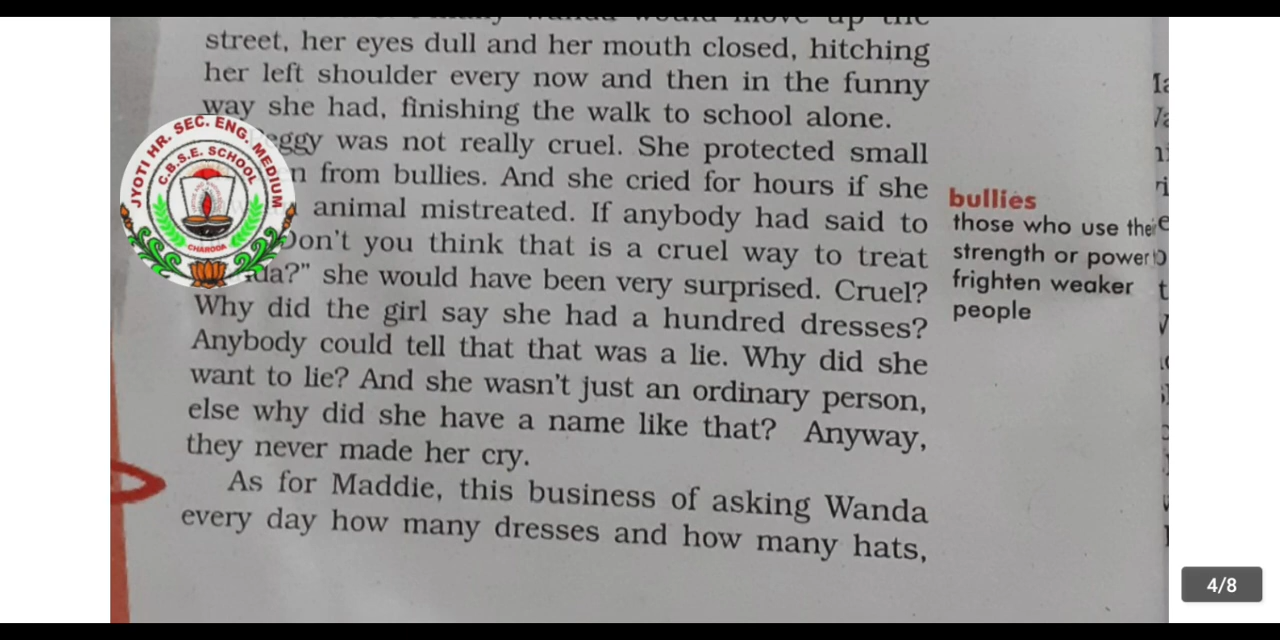 street, her eyes dull and her mouth closed, hitching
her left shoulder every now and then in the funny
way she had, finishing the walk to school alone.
eggy was not really cruel. She protected small
n from bullies. And she cried for hours if she
animal mistreated. If anybody had said to
Don't you think that is a cruel way to treat
da?" she would have been very surprised. Cruel?
Why did the girl say she had a hundred dresses?
Anybody could tell that that was a lie. Why did she
want to lie? And she wasn't just an ordinary person,
else why did she have a name like that? Anyway,
they never made her cry.
As for Maddie, this business of asking Wanda
every day how many dresses and how many hats,
bullies
those who use their
strength or power to
frighten weaker
people
JYOTI HR. SEC. ENG. MEDIUM
C.B.S.E. SCHOOL
CHARODA
4/8